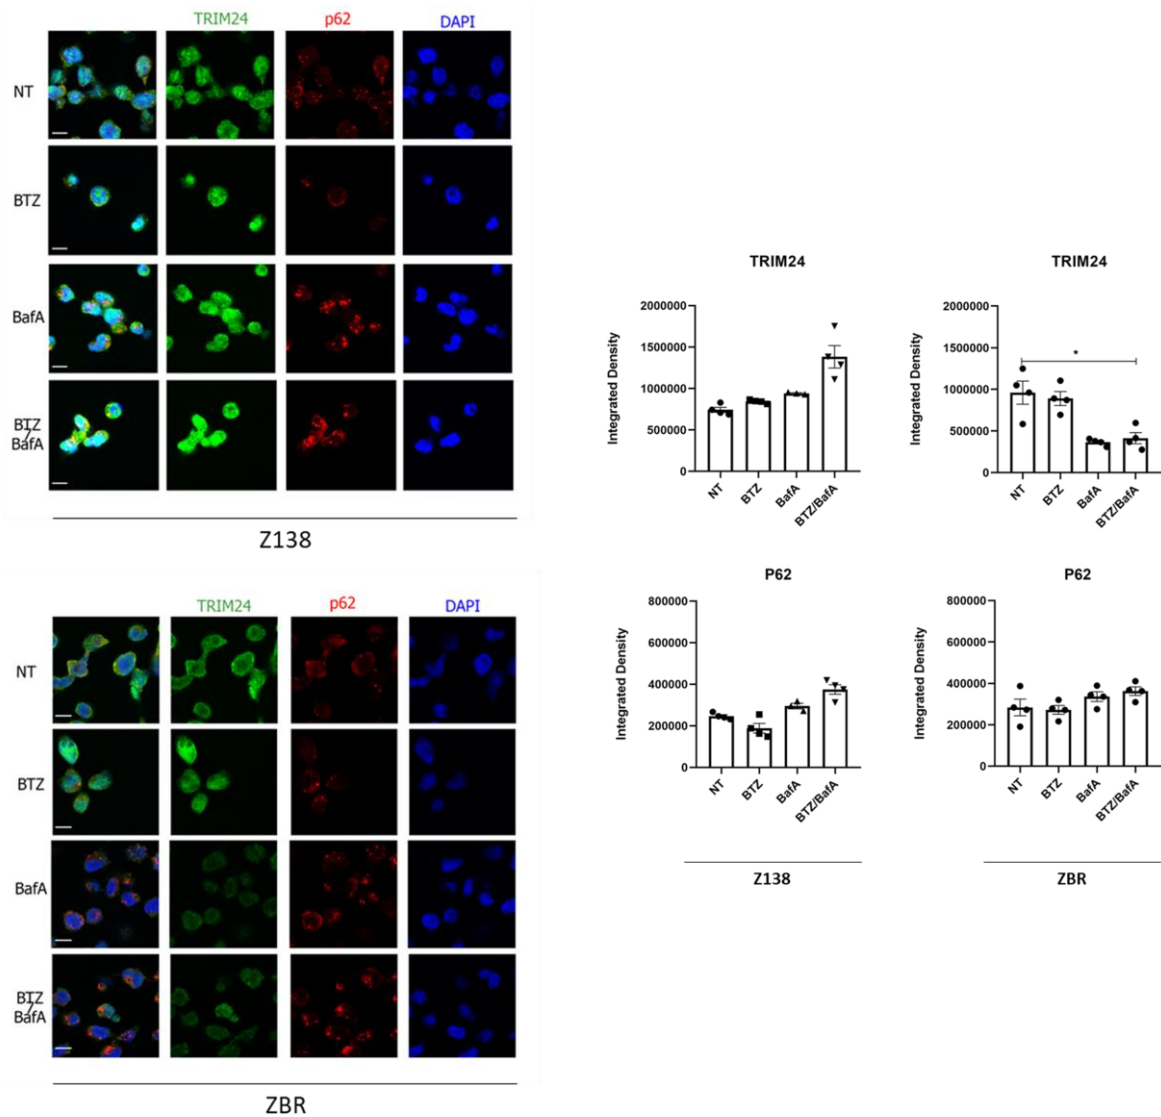 TRIM24 p62 DAPI
NT
BTZ
BafA
BTZ
/
BafA
Z138
TRIM24 p62 DAPI
NT
BTZ
BafA
BTZ
/
BafA
ZBR
TRIM24
Integrated Density
2000000
1500000
1000000
500000
0
NT BTZ BafA BTZ/BafA
TRIM24
Integrated Density
2000000
1500000
1000000
500000
0
*
NT BTZ BafA BTZ/BafA
P62
Integrated Density
800000
600000
400000
200000
0
NT BTZ BafA BTZ/BafA
Z138
P62
Integrated Density
800000
600000
400000
200000
0
NT BTZ BafA BTZ/BafA
ZBR